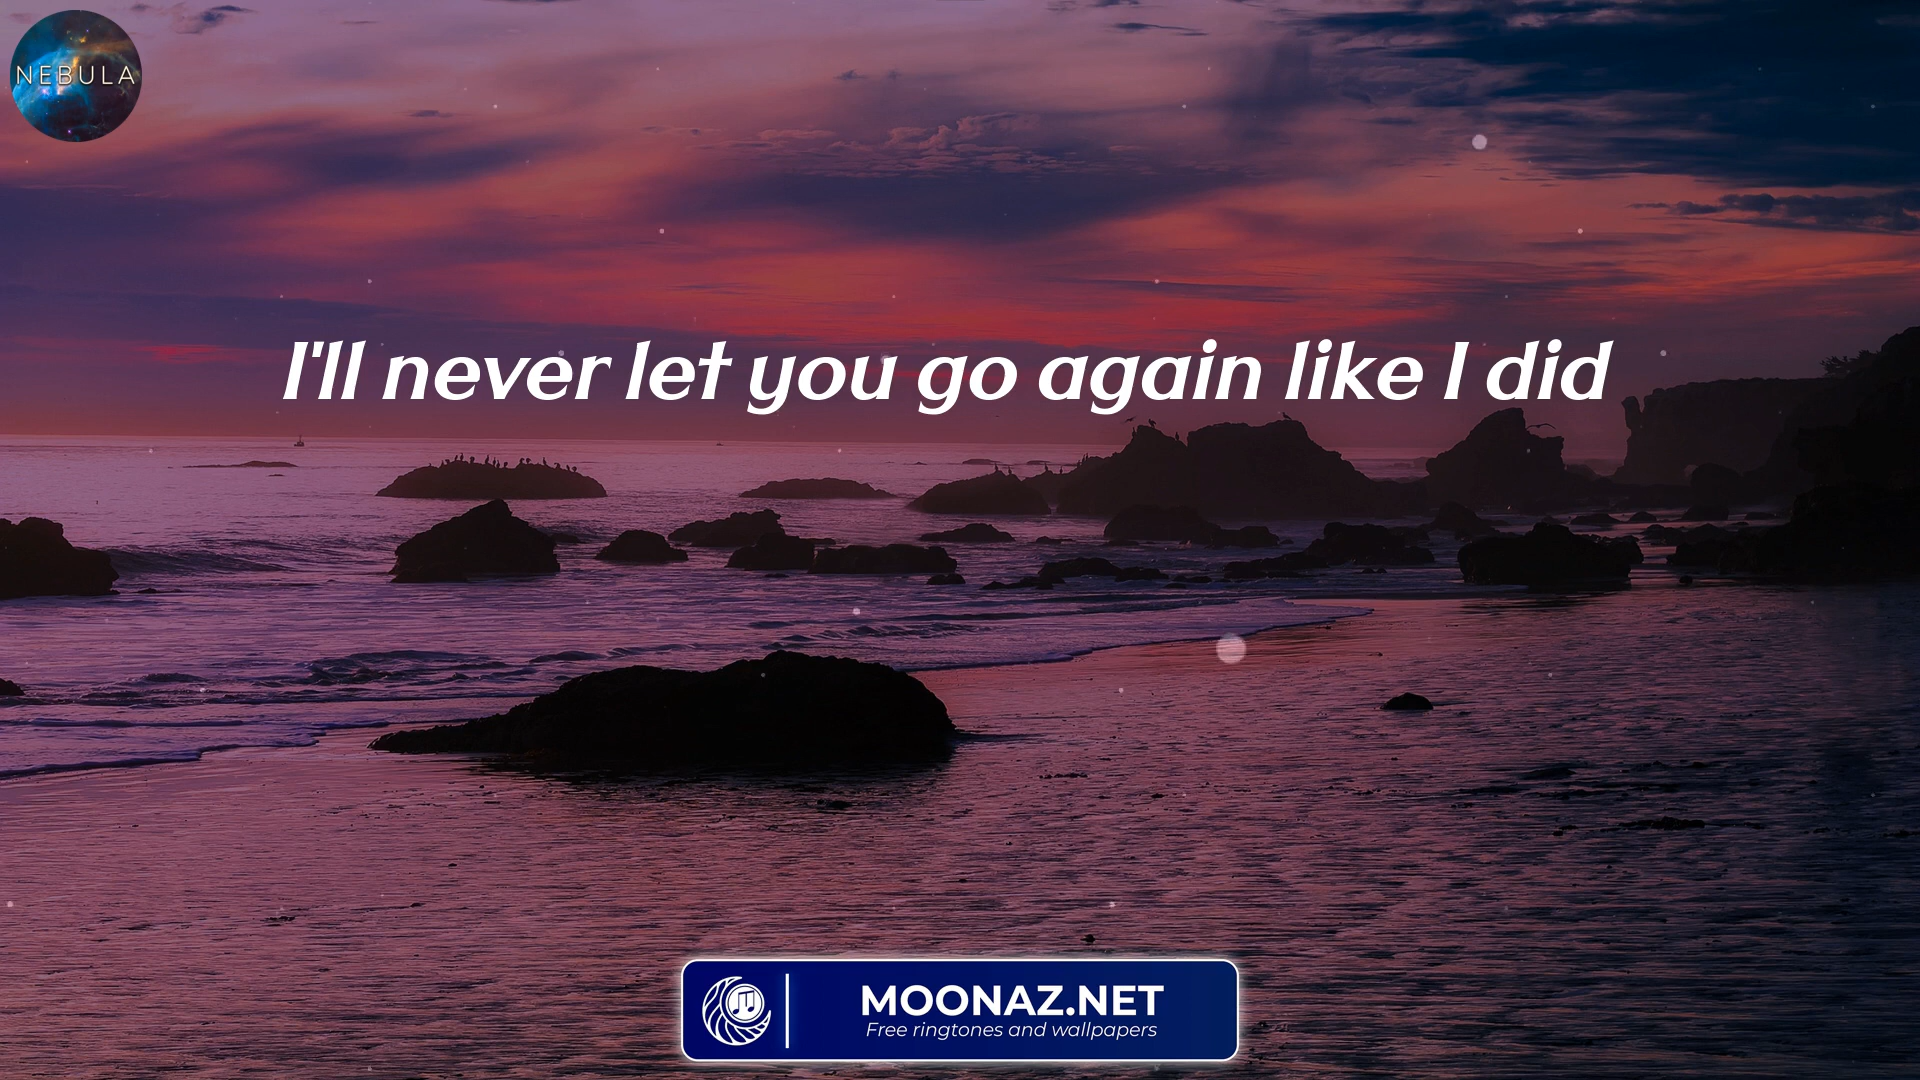 NEBULA
I'll never let you go again like I did
MOONAZ.NET
Free ringtones and wallpapers